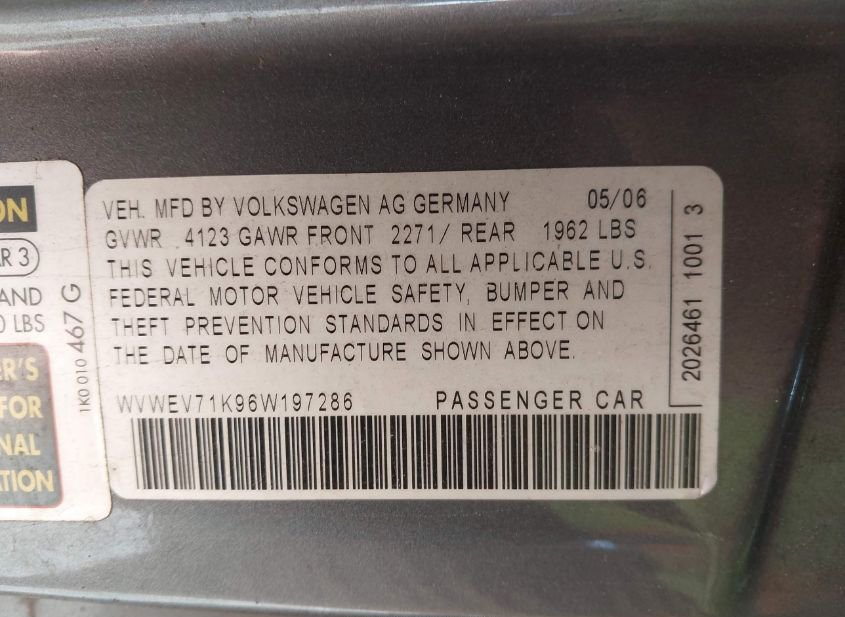 VEH. MFD BY VOLKSWAGEN AG GERMANY 05/06
GVWR 4123 GAWR FRONT 2271/ REAR 1962 LBS
THIS VEHICLE CONFORMS TO ALL APPLICABLE U.S.
FEDERAL MOTOR VEHICLE SAFETY, BUMPER AND
THEFT PREVENTION STANDARDS IN EFFECT ON
THE DATE OF MANUFACTURE SHOWN ABOVE.
WVWEV71K96W197286 PASSENGER CAR
2026461 1001 3
ON
R 3
AND
0 LBS
1K0 010 467 G
R'S
FOR
NAL
TION